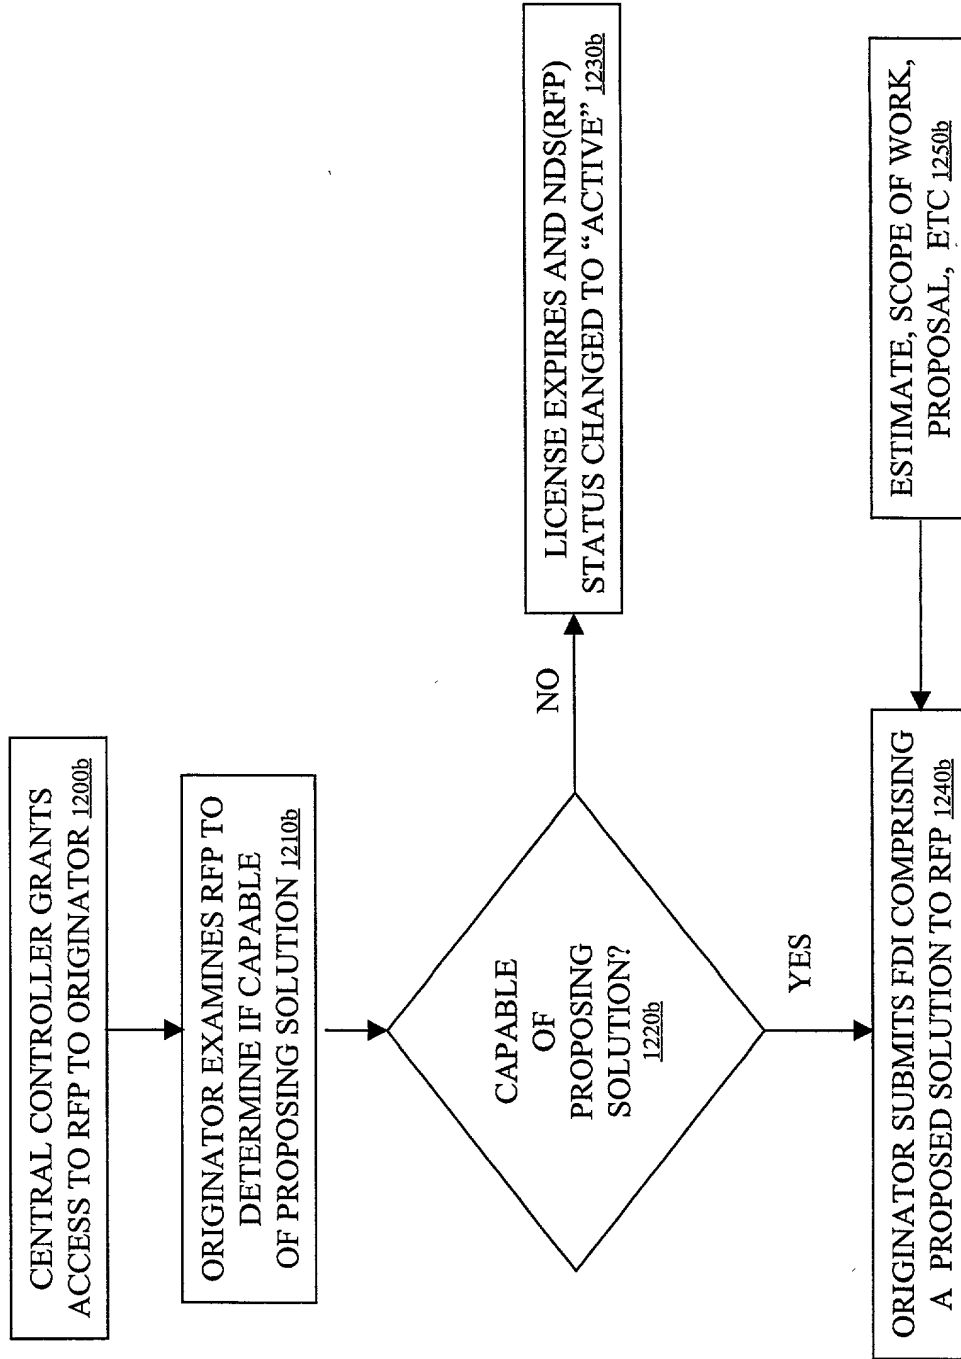 CENTRAL CONTROLLER GRANTS
ACCESS TO RFP TO ORIGINATOR 1200b
ORIGINATOR EXAMINES RFP TO
DETERMINE IF CAPABLE
OF PROPOSING SOLUTION 1210b
CAPABLE
OF
PROPOSING
SOLUTION?
1220b
NO
LICENSE EXPIRES AND NDS(RFP)
STATUS CHANGED TO “ACTIVE” 1230b
YES
ORIGINATOR SUBMITS FDI COMPRISING
A PROPOSED SOLUTION TO RFP 1240b
ESTIMATE, SCOPE OF WORK,
PROPOSAL, ETC 1250b